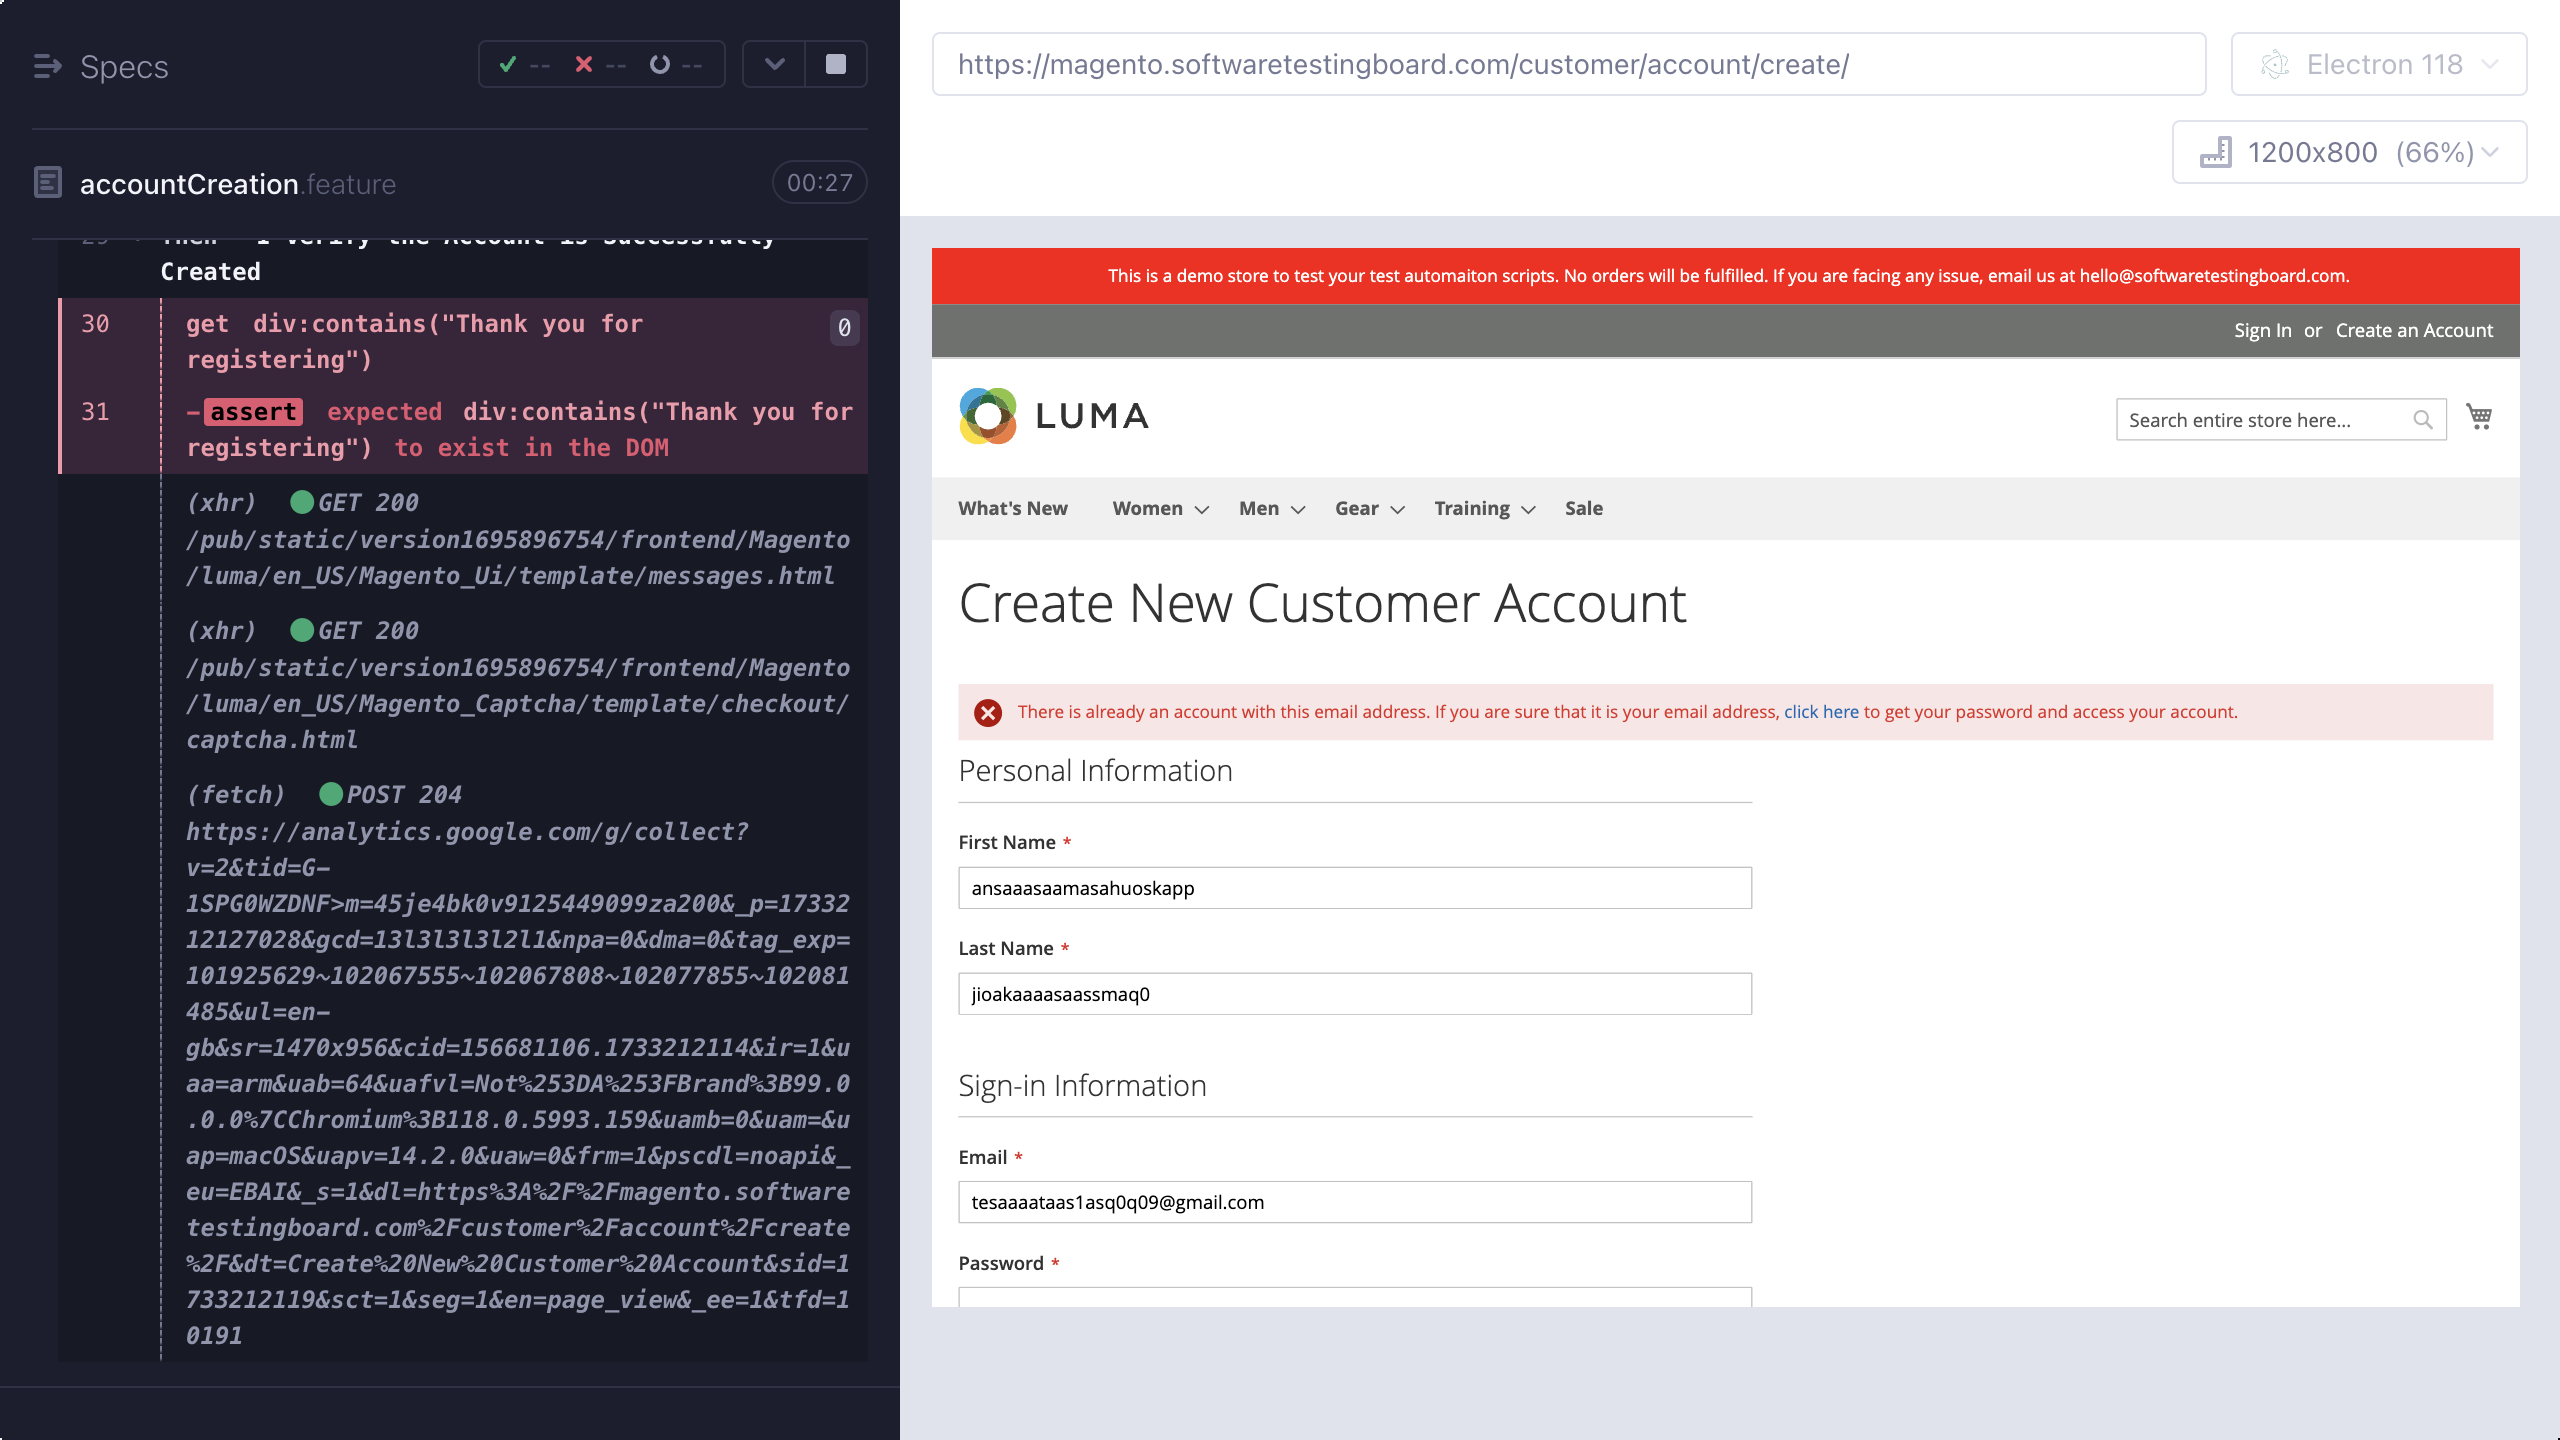 Specs
-- -- --
accountCreation.feature 00:27
Then I verify the Account is Successfully
Created
30 get div:contains("Thank you for 0
registering")
31 -assert expected div:contains("Thank you for
registering") to exist in the DOM
(xhr) GET 200
/pub/static/version1695896754/frontend/Magento
/luma/en_US/Magento_Ui/template/messages.html
(xhr) GET 200
/pub/static/version1695896754/frontend/Magento
/luma/en_US/Magento_Captcha/template/checkout/
captcha.html
(fetch) POST 204
https://analytics.google.com/g/collect?
v=2&tid=G-
1SPG0WZDNF>m=45je4bk0v9125449099za200&_p=17332
12127028&gcd=13l3l3l3l2l1&npa=0&dma=0&tag_exp=
101925629~102067555~102067808~102077855~102081
485&ul=en-
gb&sr=1470x956&cid=156681106.1733212114&ir=1&u
aa=arm&uab=64&uafvl=Not%253DA%253FBrand%3B99.0
.0.0%7CChromium%3B118.0.5993.159&uamb=0&uam=&u
ap=macOS&uapv=14.2.0&uaw=0&frm=1&pscdl=noapi&_
eu=EBAI&_s=1&dl=https%3A%2F%2Fmagento.software
testingboard.com%2Fcustomer%2Faccount%2Fcreate
%2F&dt=Create%20New%20Customer%20Account&sid=1
733212119&sct=1&seg=1&en=page_view&_ee=1&tfd=1
0191
https://magento.softwaretestingboard.com/customer/account/create/
Electron 118
1200x800 (66%)
This is a demo store to test your test automaiton scripts. No orders will be fulfilled. If you are facing any issue, email us at hello@softwaretestingboard.com.
Sign In or Create an Account
LUMA
Search entire store here...
What's New Women Men Gear Training Sale
Create New Customer Account
There is already an account with this email address. If you are sure that it is your email address, click here to get your password and access your account.
Personal Information
First Name *
ansaaasaamasahuoskapp
Last Name *
jioakaaaasaassmaq0
Sign-in Information
Email *
tesaaaataas1asq0q09@gmail.com
Password *